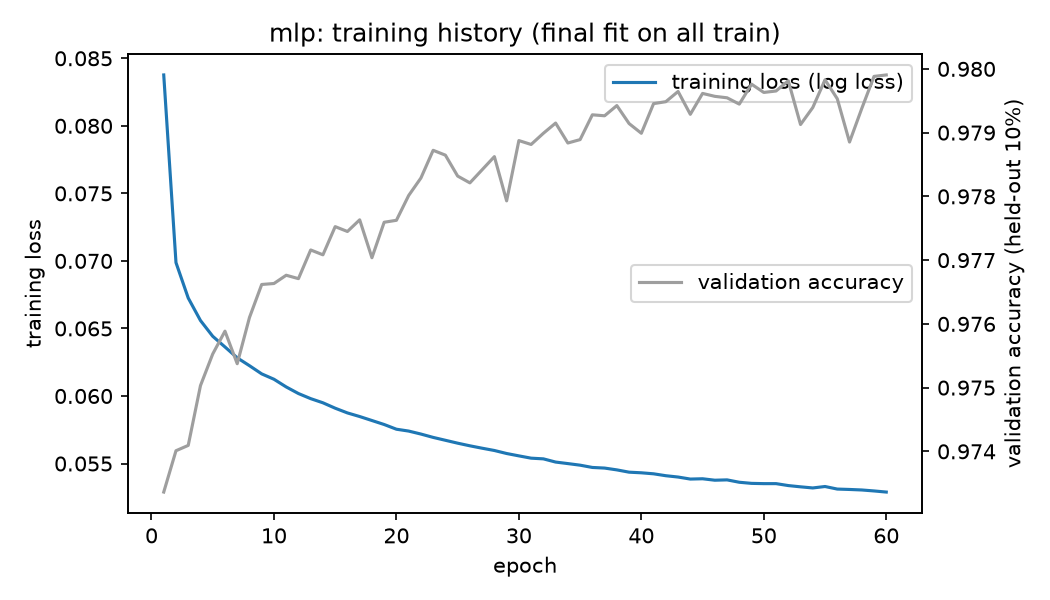 mlp: training history (final fit on all train)
training loss (log loss)
validation accuracy
0.085
0.080
0.075
0.070
0.065
0.060
0.055
training loss
0.980
0.979
0.978
0.977
0.976
0.975
0.974
validation accuracy (held-out 10%)
0 10 20 30 40 50 60
epoch